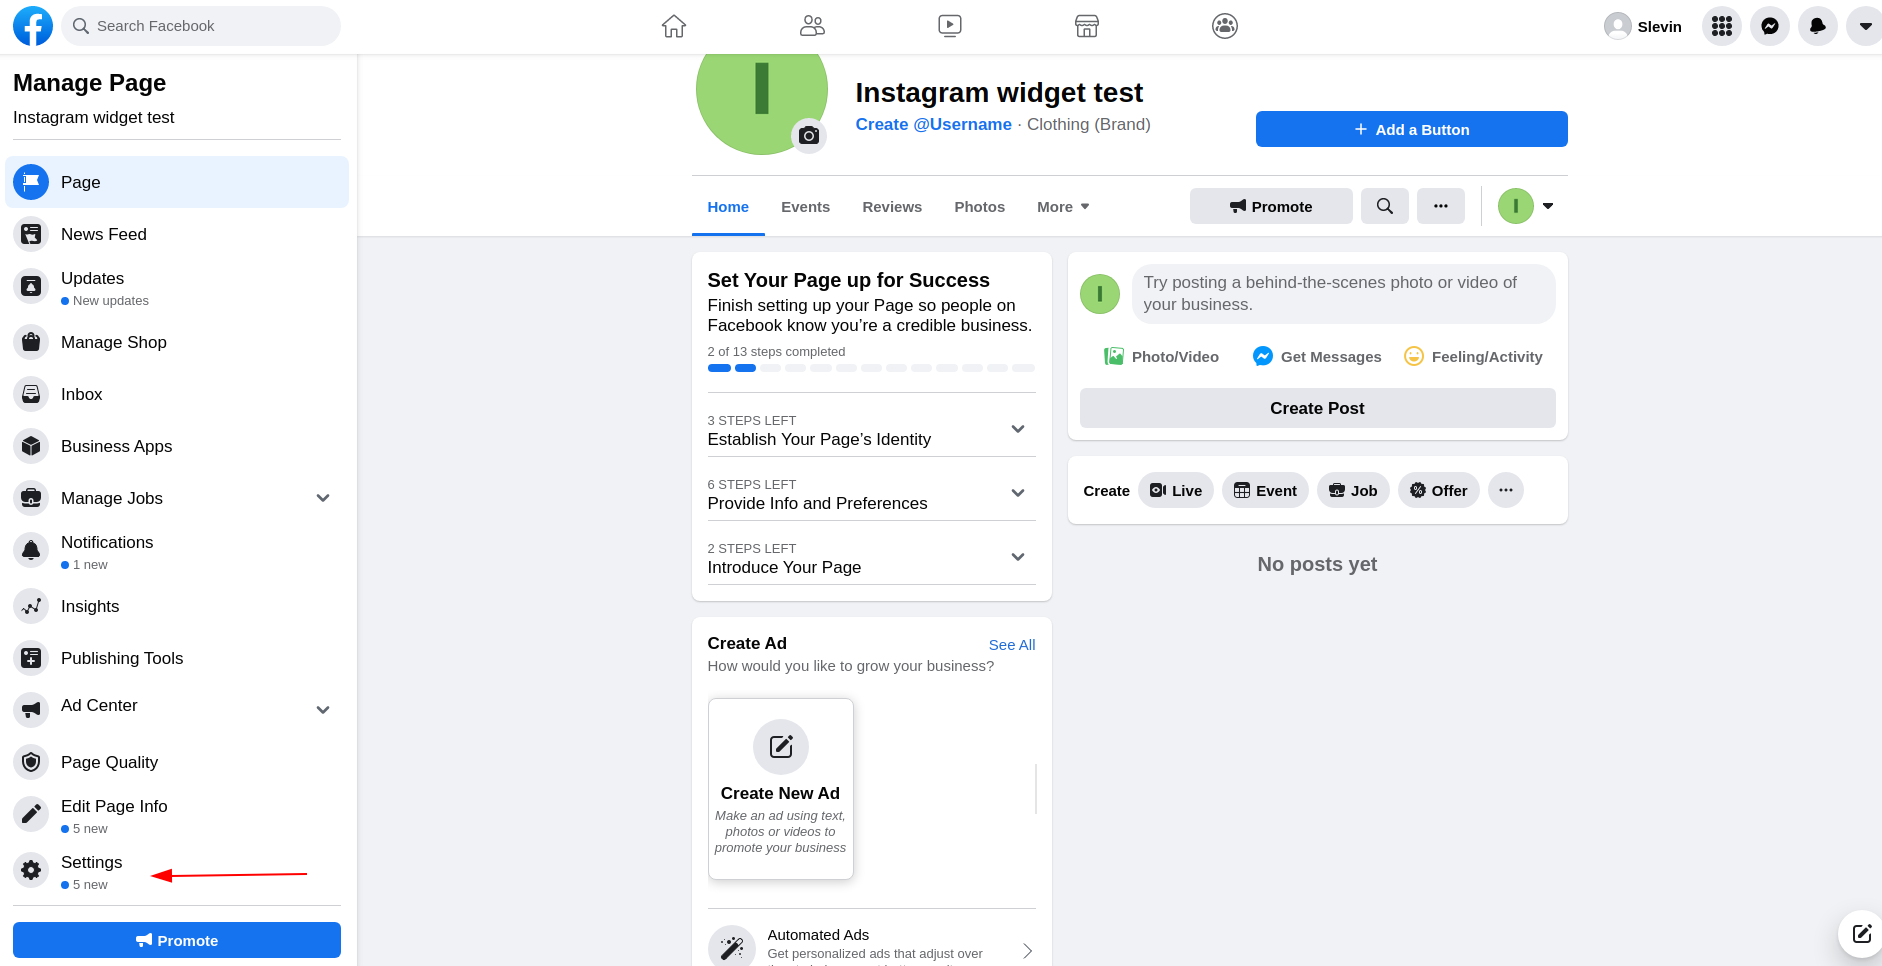 Search Facebook
Slevin
Manage Page
Instagram widget test
Page
News Feed
Updates
New updates
Manage Shop
Inbox
Business Apps
Manage Jobs
Notifications
1 new
Insights
Publishing Tools
Ad Center
Page Quality
Edit Page Info
5 new
Settings
5 new
Promote
I
Instagram widget test
Create @Username · Clothing (Brand)
+ Add a Button
Home
Events
Reviews
Photos
More
Promote
I
Set Your Page up for Success
Finish setting up your Page so people on
Facebook know you’re a credible business.
2 of 13 steps completed
3 STEPS LEFT
Establish Your Page’s Identity
6 STEPS LEFT
Provide Info and Preferences
2 STEPS LEFT
Introduce Your Page
Create Ad
See All
How would you like to grow your business?
Create New Ad
Make an ad using text,
photos or videos to
promote your business
Automated Ads
Get personalized ads that adjust over
I
Try posting a behind-the-scenes photo or video of
your business.
Photo/Video
Get Messages
Feeling/Activity
Create Post
Create
Live
Event
Job
Offer
No posts yet